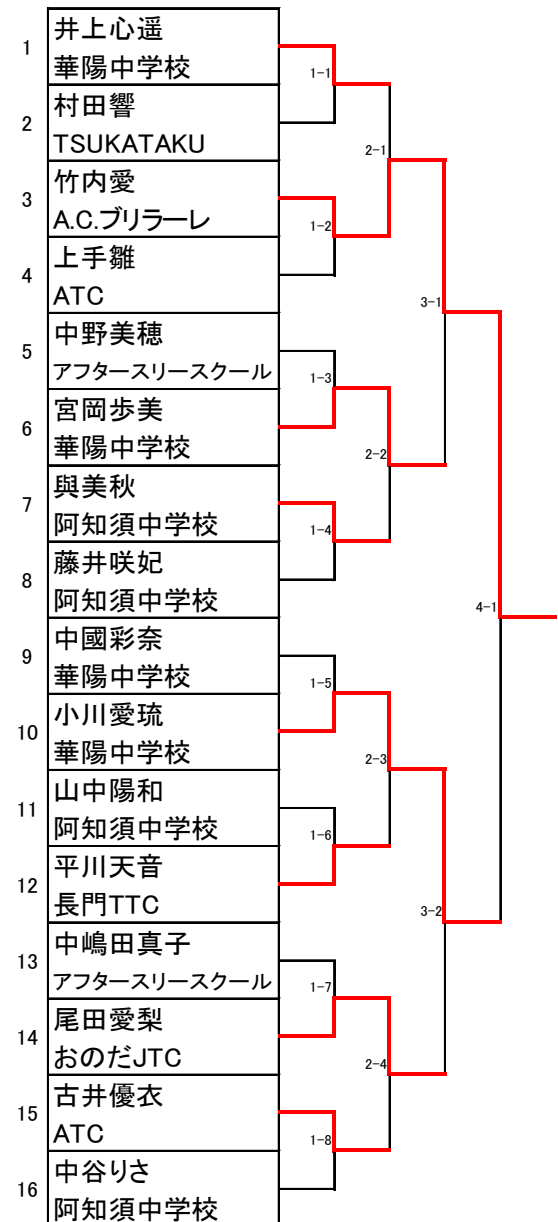 1
井上心遥
華陽中学校
1-1
2
村田響
TSUKATAKU
2-1
3
竹内愛
A.C.ブリラーレ
1-2
4
上手雛
ATC
3-1
5
中野美穂
アフタースリースクール
1-3
6
宮岡歩美
華陽中学校
2-2
7
與美秋
阿知須中学校
1-4
8
藤井咲妃
阿知須中学校
4-1
9
中國彩奈
華陽中学校
1-5
10
小川愛琉
華陽中学校
2-3
11
山中陽和
阿知須中学校
1-6
12
平川天音
長門TTC
3-2
13
中嶋田真子
アフタースリースクール
1-7
14
尾田愛梨
おのだJTC
2-4
15
古井優衣
ATC
1-8
16
中谷りさ
阿知須中学校